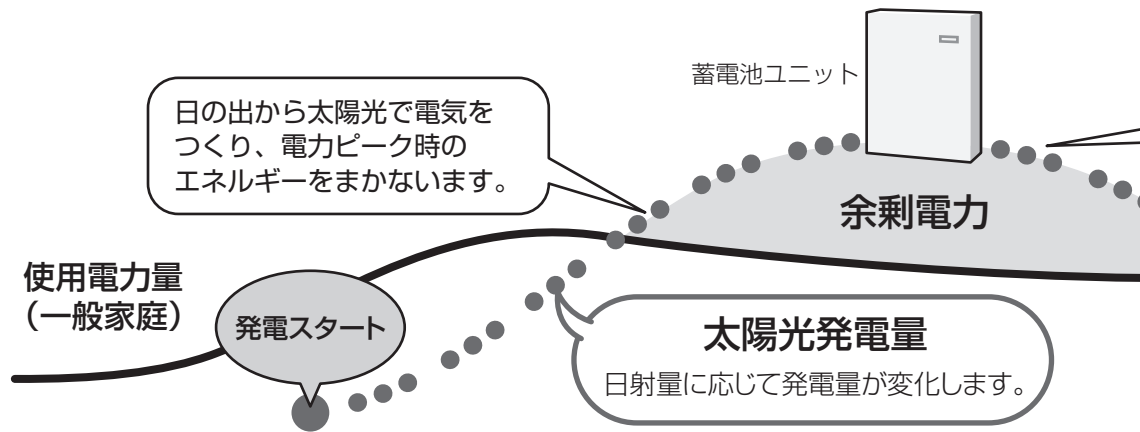 蓄電池ユニット
日の出から太陽光で電気を
つくり、電力ピーク時の
エネルギーをまかないます。
余剰電力
使用電力量
（一般家庭）
発電スタート
太陽光発電量
日射量に応じて発電量が変化します。